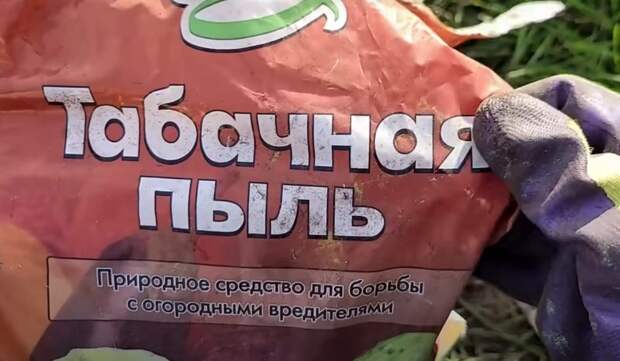 Табачная
пыль
Природное средство для борьбы
с огородными вредителями